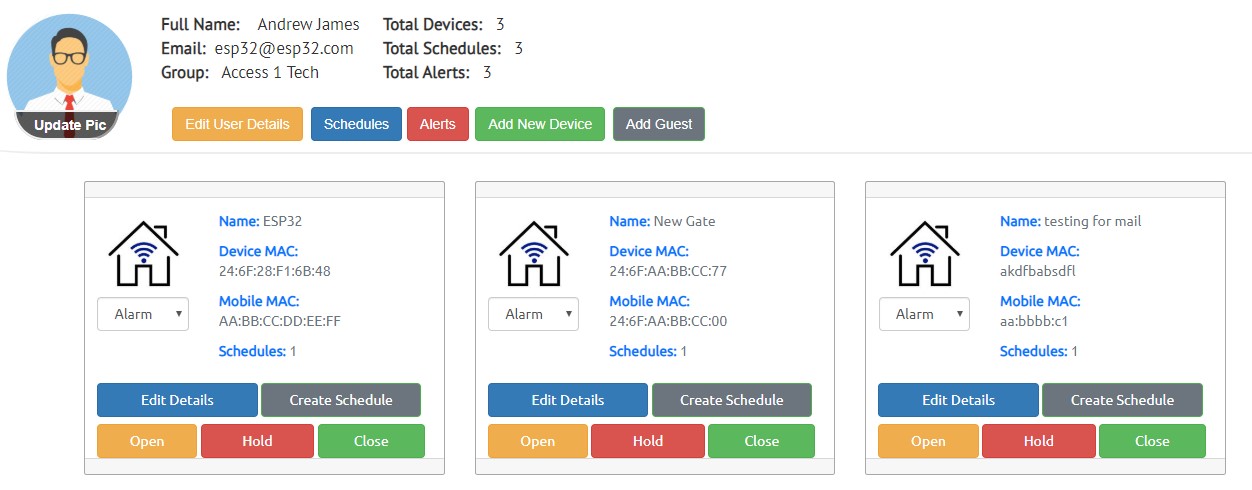 Full Name: Andrew James Total Devices: 3
Email: esp32@esp32.com Total Schedules: 3
Group: Access 1 Tech Total Alerts: 3
Update Pic Edit User Details Schedules Alerts Add New Device Add Guest
Name: ESP32
Device MAC:
24:6F:28:F1:6B:48
Alarm
Mobile MAC:
AA:BB:CC:DD:EE:FF
Schedules: 1
Edit Details Create Schedule
Open Hold Close
Name: New Gate
Device MAC:
24:6F:AA:BB:CC:77
Alarm
Mobile MAC:
24:6F:AA:BB:CC:00
Schedules: 1
Edit Details Create Schedule
Open Hold Close
Name: testing for mail
Device MAC:
akdfbabsdfl
Alarm
Mobile MAC:
aa:bbbb:c1
Schedules: 1
Edit Details Create Schedule
Open Hold Close